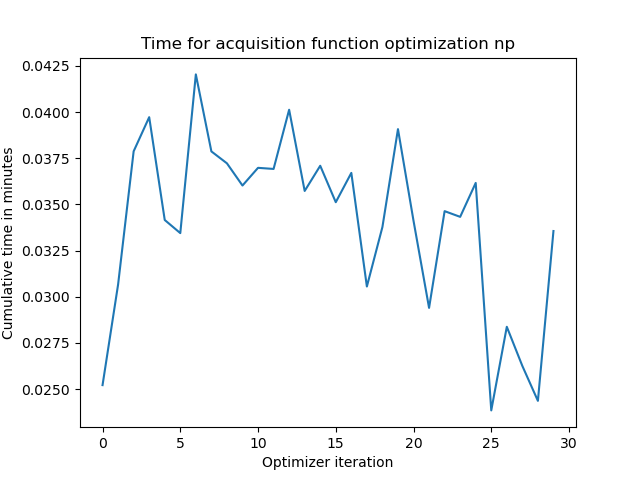 Time for acquisition function optimization np
Cumulative time in minutes
0.0425
0.0400
0.0375
0.0350
0.0325
0.0300
0.0275
0.0250
0 5 10 15 20 25 30
Optimizer iteration